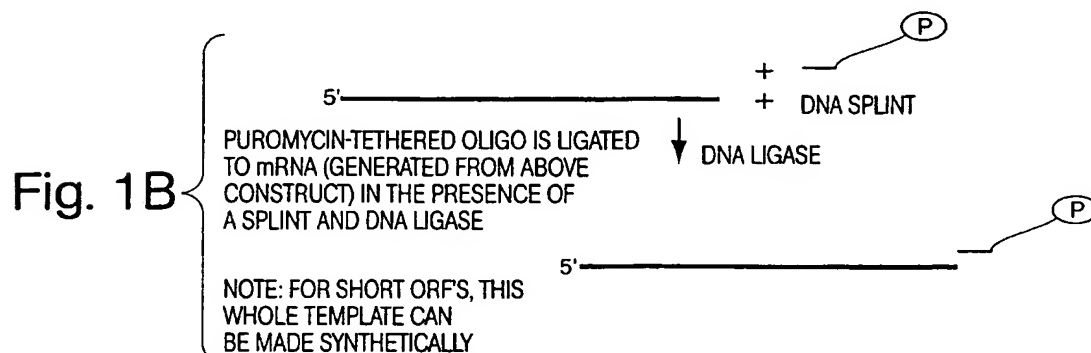 Fig. 1B
P
+
5'
+ DNA SPLINT
PUROMYCIN-TETHERED OLIGO IS LIGATED
TO mRNA (GENERATED FROM ABOVE
CONSTRUCT) IN THE PRESENCE OF
A SPLINT AND DNA LIGASE
DNA LIGASE
P
5'
NOTE: FOR SHORT ORF'S, THIS
WHOLE TEMPLATE CAN
BE MADE SYNTHETICALLY